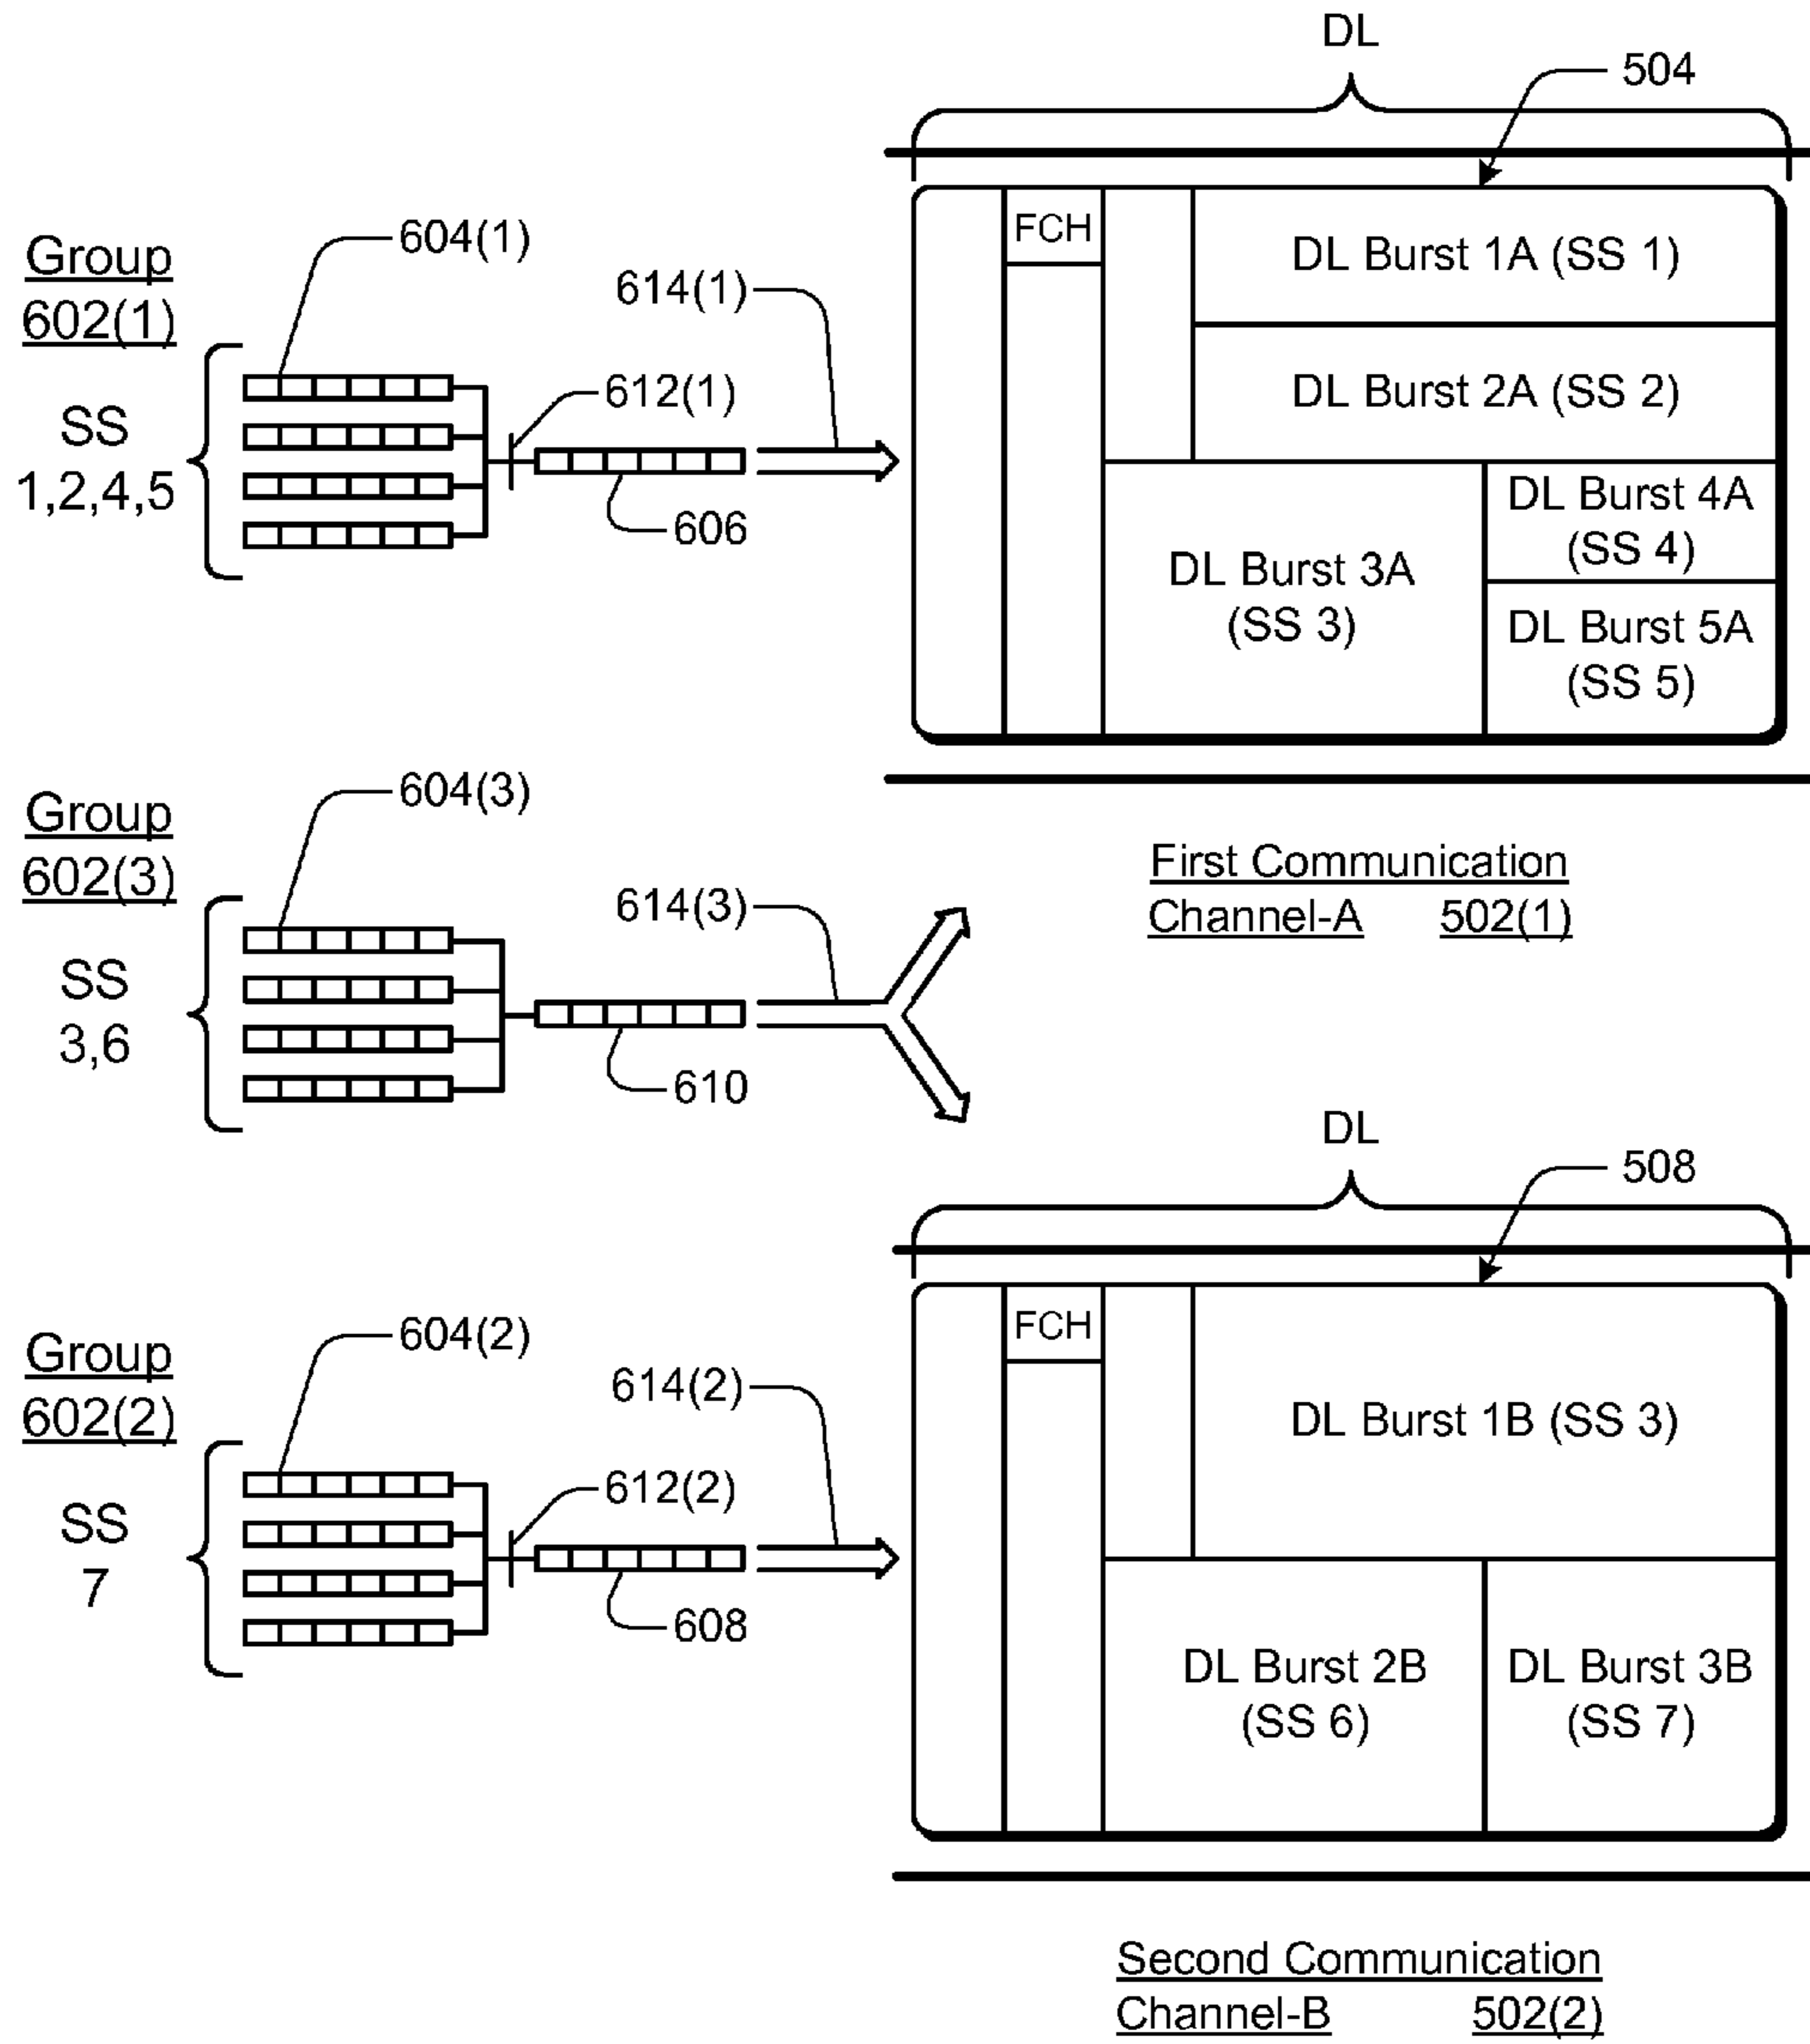 DL
504
Group
602(1)
604(1)
614(1)
612(1)
SS
1,2,4,5
606
FCH
DL Burst 1A (SS 1)
DL Burst 2A (SS 2)
DL Burst 3A
(SS 3)
DL Burst 4A
(SS 4)
DL Burst 5A
(SS 5)
First Communication
Channel-A 502(1)
Group
602(3)
604(3)
614(3)
SS
3,6
610
DL
508
Group
602(2)
604(2)
614(2)
612(2)
SS
7
608
FCH
DL Burst 1B (SS 3)
DL Burst 2B
(SS 6)
DL Burst 3B
(SS 7)
Second Communication
Channel-B 502(2)